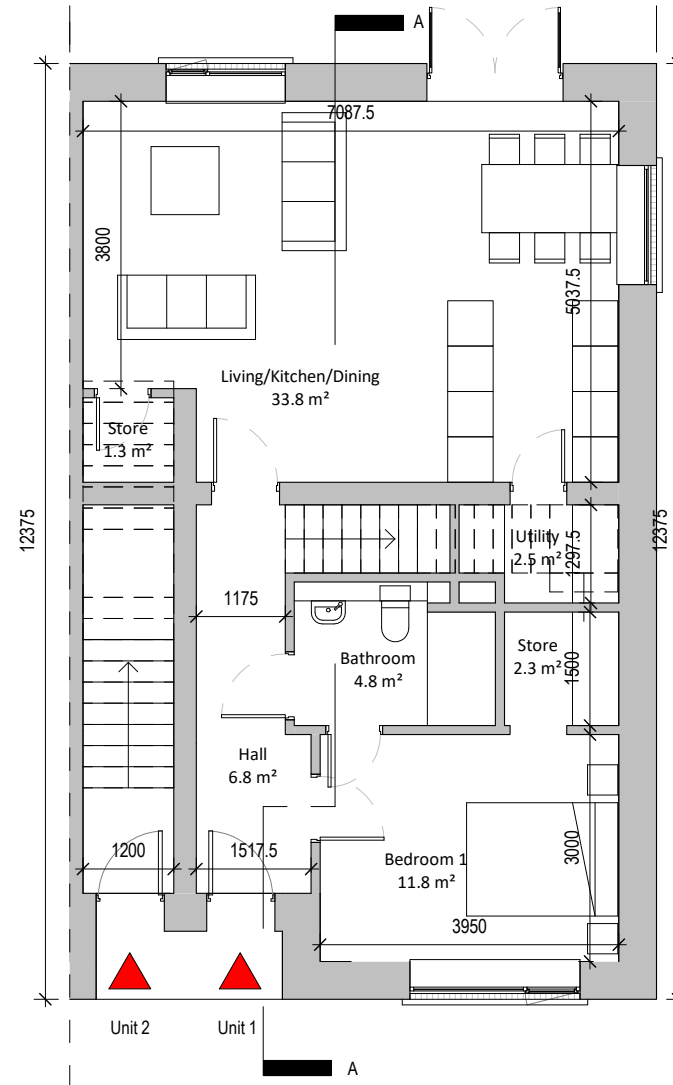 A
7087.5
3800
5037.5
Living/Kitchen/Dining
33.8 m²
Store
1.3 m²
12375
12375
Utility
2.5 m²
1297.5
1175
Bathroom
4.8 m²
Store
2.3 m²
1500
Hall
6.8 m²
1200
1517.5
Bedroom 1
11.8 m²
3000
3950
Unit 2
Unit 1
A